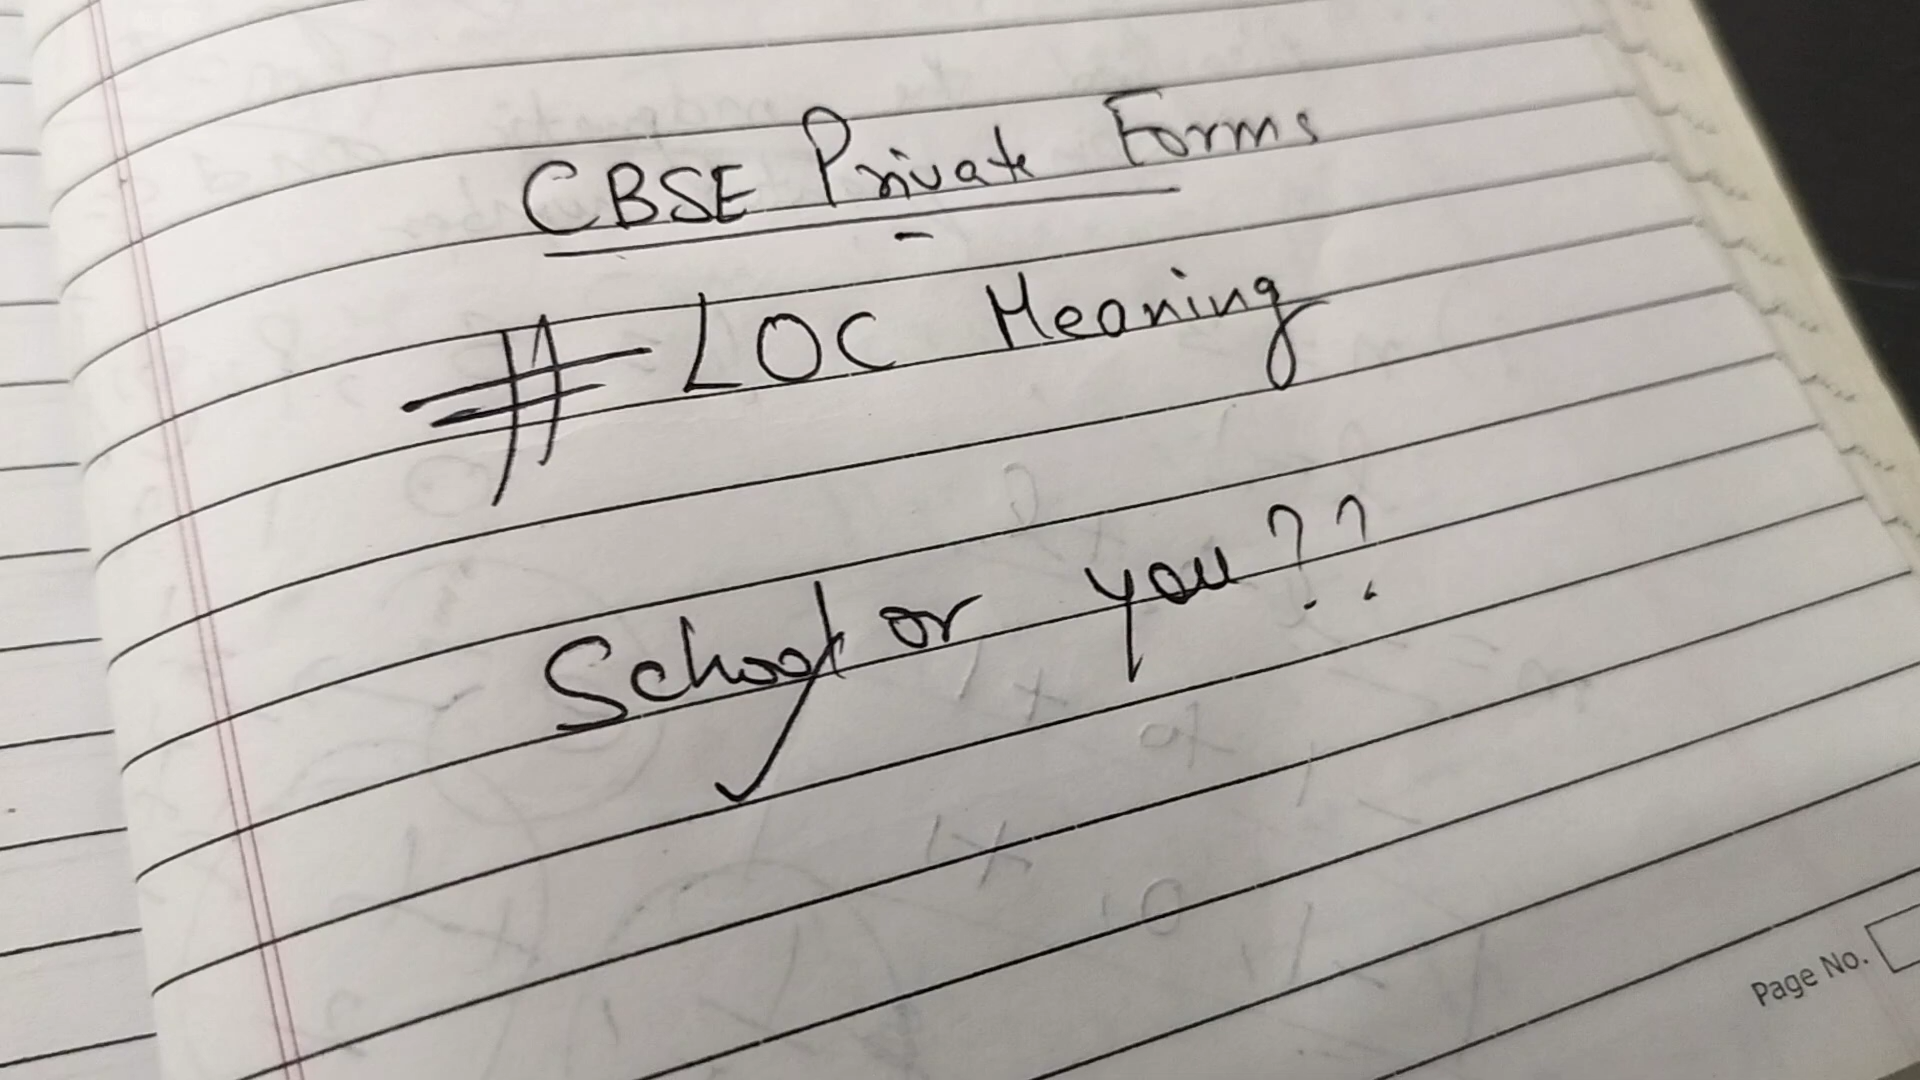 CBSE Private Forms
# LOC Meaning
School or you??
Page No.